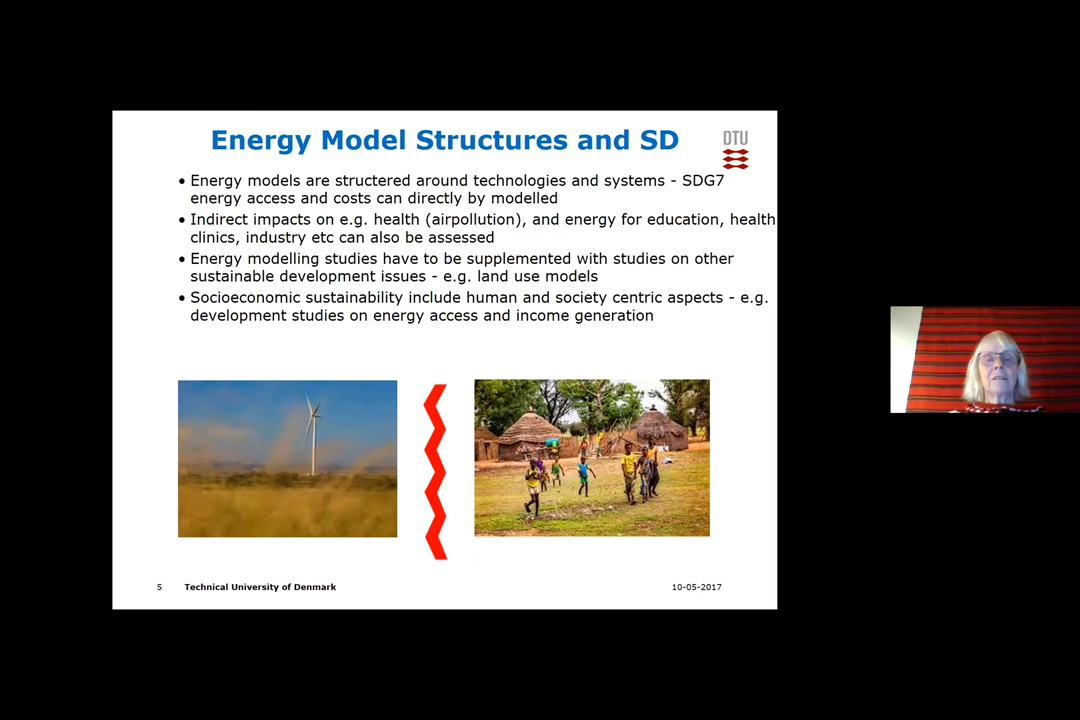 Energy Model Structures and SD
DTU
• Energy models are structered around technologies and systems - SDG7
energy access and costs can directly by modelled
• Indirect impacts on e.g. health (airpollution), and energy for education, health
clinics, industry etc can also be assessed
• Energy modelling studies have to be supplemented with studies on other
sustainable development issues - e.g. land use models
• Socioeconomic sustainability include human and society centric aspects - e.g.
development studies on energy access and income generation
5 Technical University of Denmark 10-05-2017